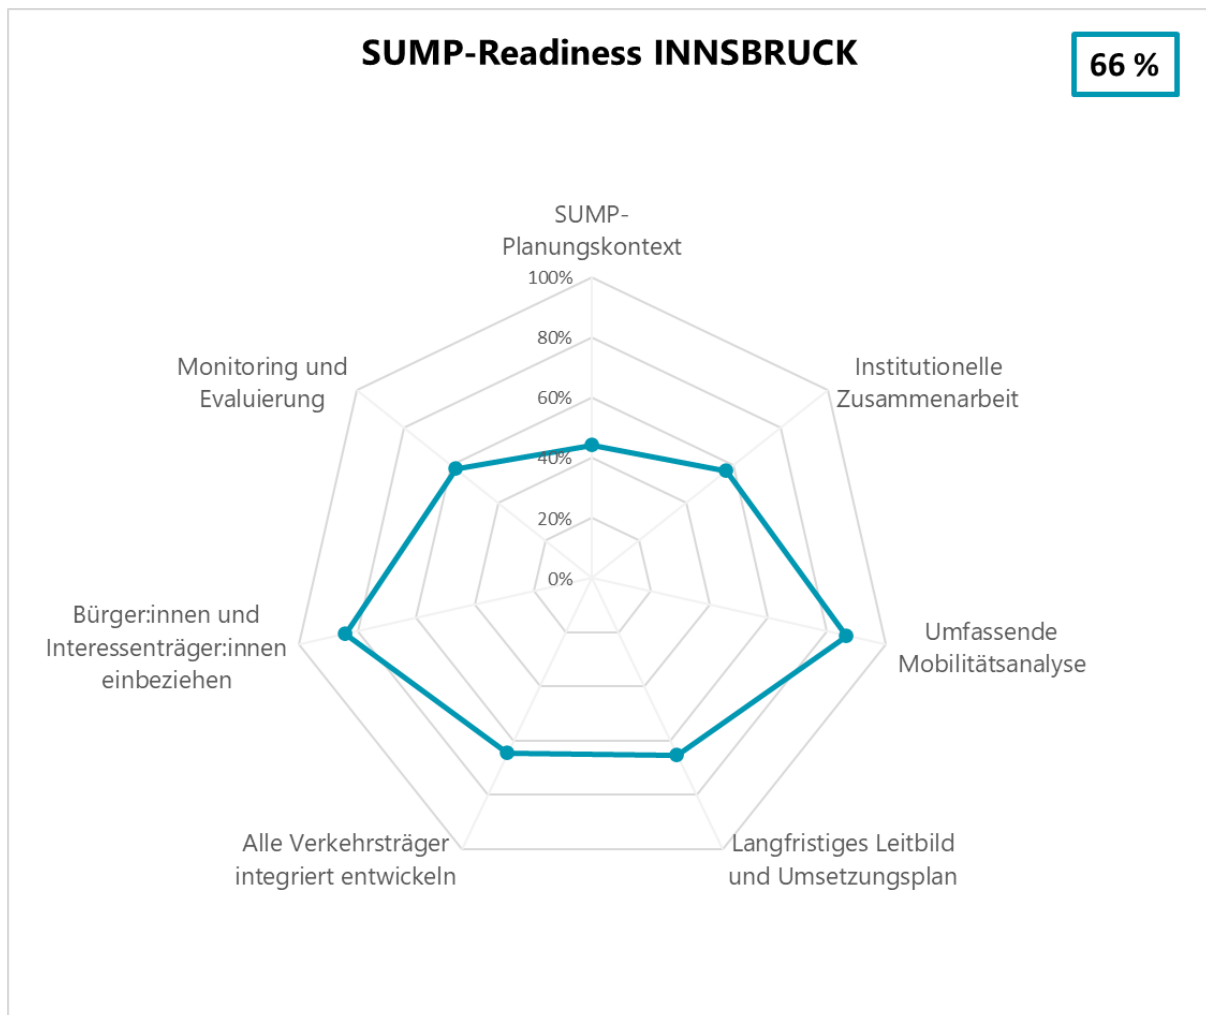 SUMP-Readiness INNSBRUCK
66 %
SUMP-
Planungskontext
100%
80%
60%
40%
20%
0%
Institutionelle
Zusammenarbeit
Umfassende
Mobilitätsanalyse
Langfristiges Leitbild
und Umsetzungsplan
Alle Verkehrsträger
integriert entwickeln
Bürger:innen und
Interessenträger:innen
einbeziehen
Monitoring und
Evaluierung